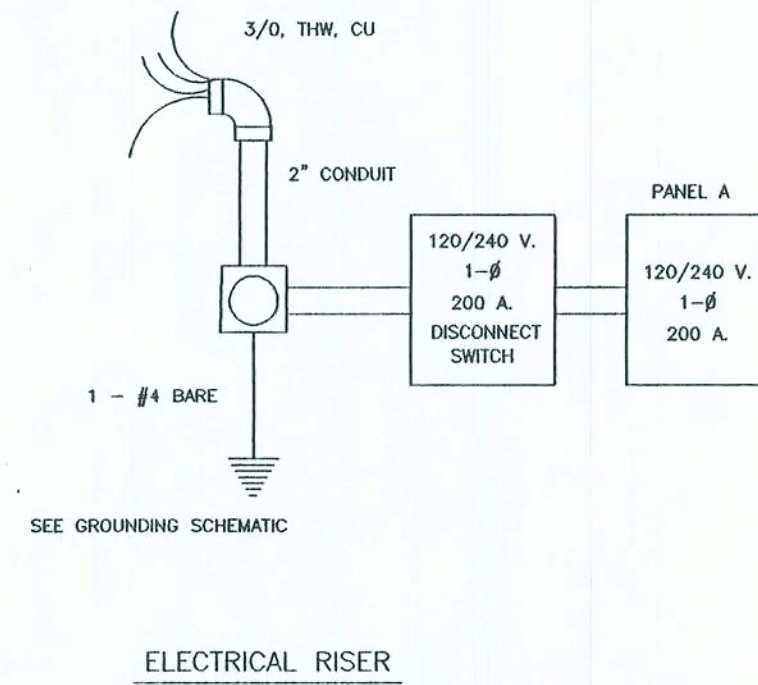 3/0, THW, CU
2" CONDUIT
PANEL A
120/240 V.
1-Ø
200 A.
DISCONNECT
SWITCH
120/240 V.
1-Ø
200 A.
1 - #4 BARE
SEE GROUNDING SCHEMATIC
ELECTRICAL RISER